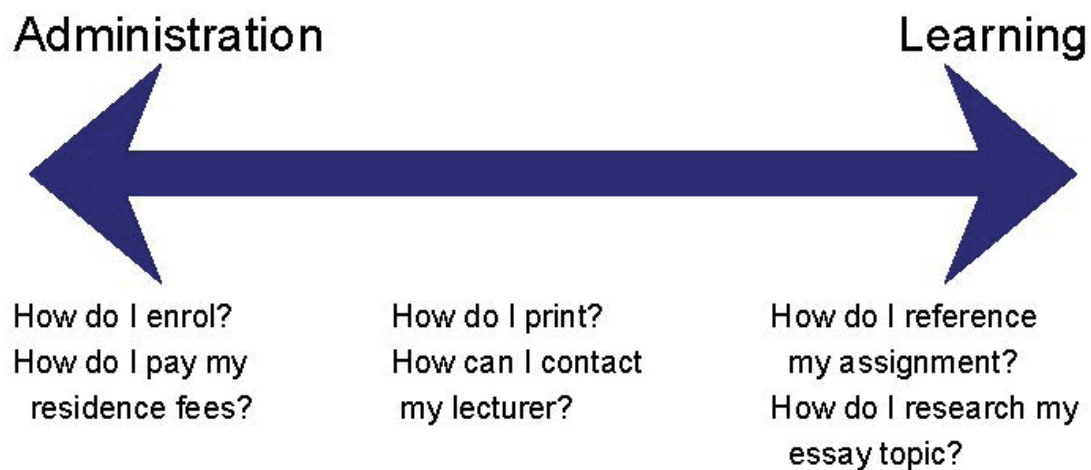 Administration
Learning
How do I enrol?
How do I pay my
residence fees?
How do I print?
How can I contact
my lecturer?
How do I reference
my assignment?
How do I research my
essay topic?